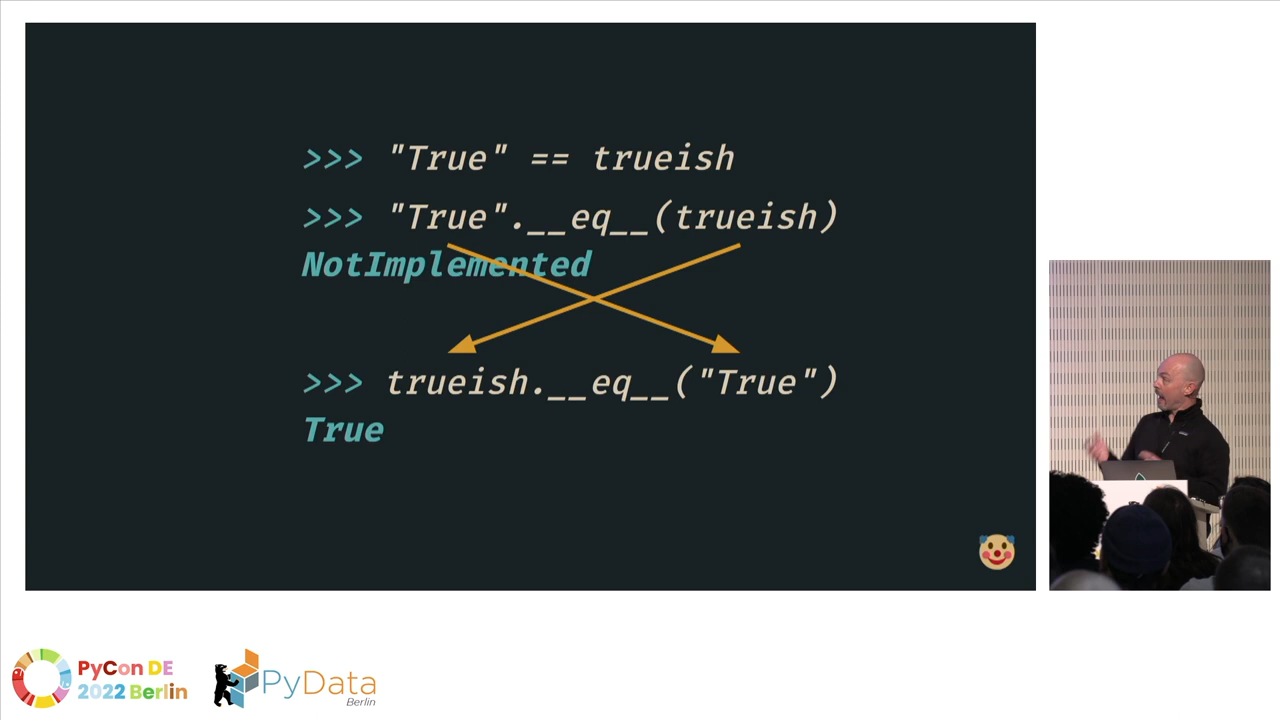 >>> "True" == trueish
>>> "True".__eq__(trueish)
NotImplemented
>>> trueish.__eq__("True")
True
PyCon DE
2022 Berlin
PyData
Berlin